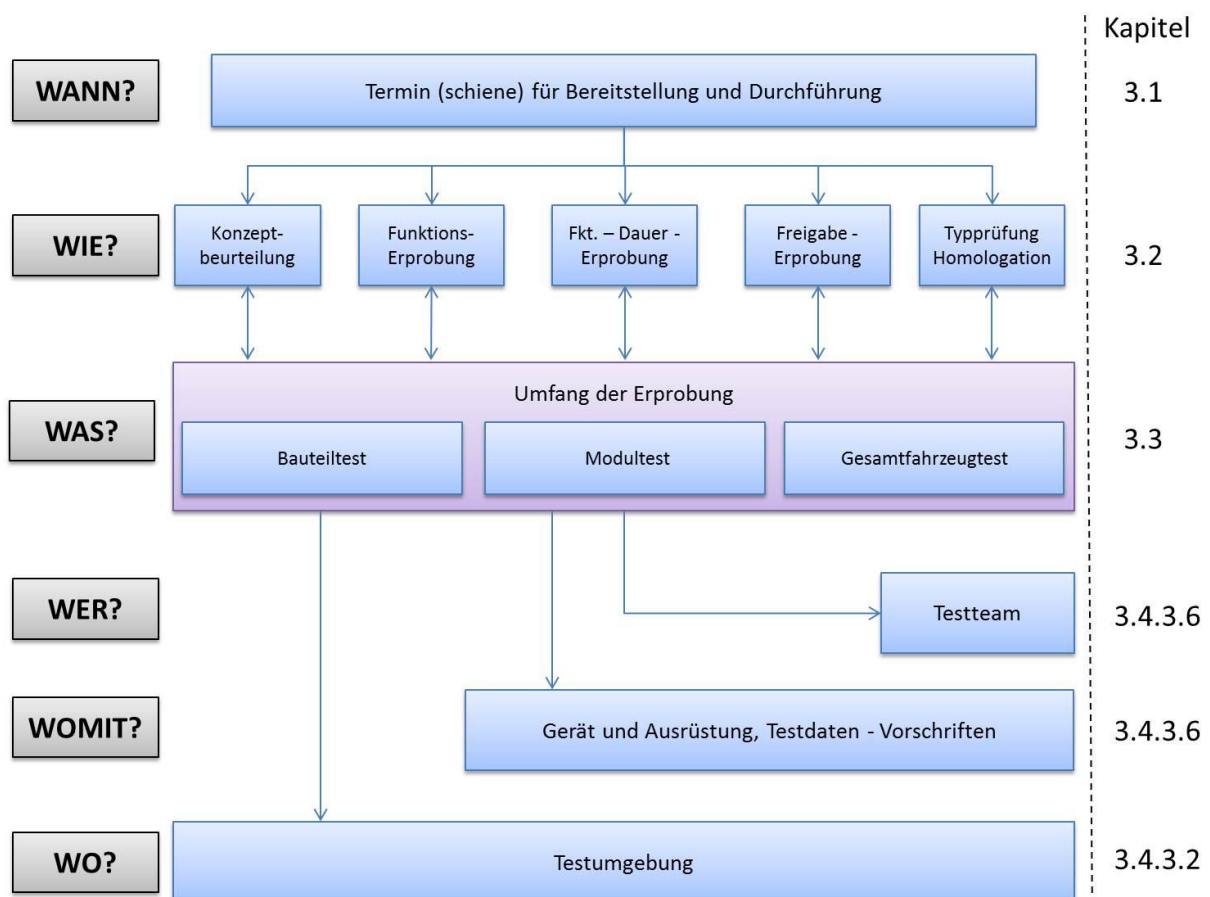 Kapitel
WANN?
Termin (schiene) für Bereitstellung und Durchführung
3.1
WIE?
Konzept-
beurteilung
Funktions-
Erprobung
Fkt. – Dauer -
Erprobung
Freigabe -
Erprobung
Typprüfung
Homologation
3.2
WAS?
Umfang der Erprobung
Bauteiltest
Modultest
Gesamtfahrzeugtest
3.3
WER?
Testteam
3.4.3.6
WOMIT?
Gerät und Ausrüstung, Testdaten - Vorschriften
3.4.3.6
WO?
Testumgebung
3.4.3.2